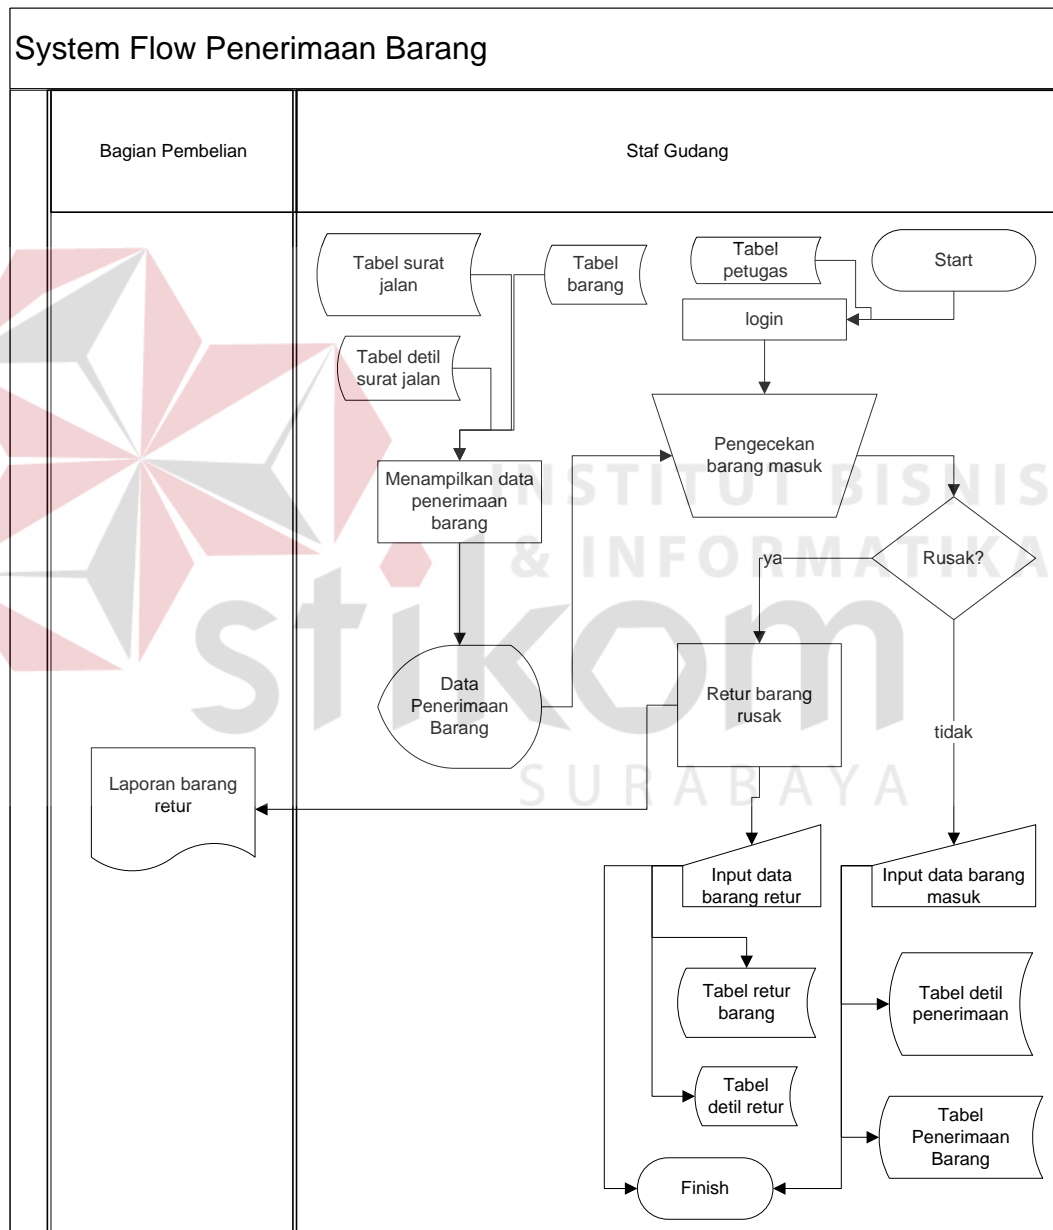 System Flow Penerimaan Barang
Bagian Pembelian
Staf Gudang
Tabel surat
jalan
Tabel
barang
Tabel
petugas
Start
login
Tabel detil
surat jalan
Pengecekan
barang masuk
Menampilkan data
penerimaan
barang
INSTITUT BISNIS
& INFORMATIKA
stikom
SURABAYA
ya
Rusak?
Data
Penerimaan
Barang
Retur barang
rusak
tidak
Laporan barang
retur
Input data
barang retur
Input data barang
masuk
Tabel retur
barang
Tabel detil
penerimaan
Tabel
detil retur
Tabel
Penerimaan
Barang
Finish